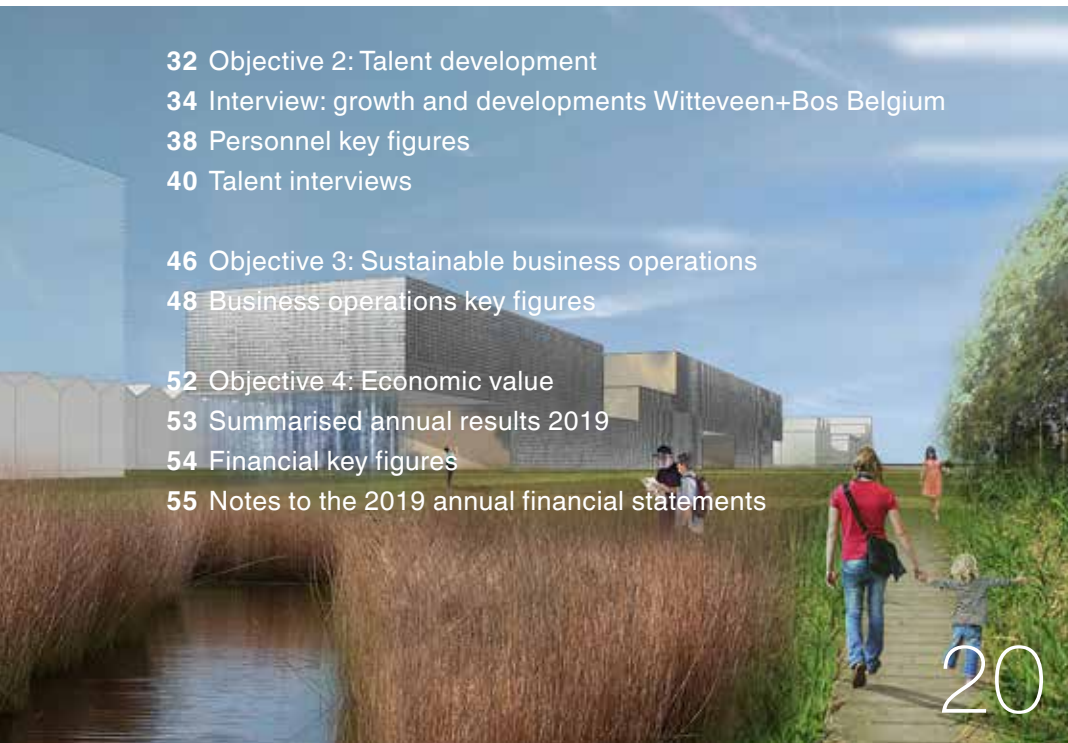 32 Objective 2: Talent development
34 Interview: growth and developments Witteveen+Bos Belgium
38 Personnel key figures
40 Talent interviews
46 Objective 3: Sustainable business operations
48 Business operations key figures
52 Objective 4: Economic value
53 Summarised annual results 2019
54 Financial key figures
55 Notes to the 2019 annual financial statements
20